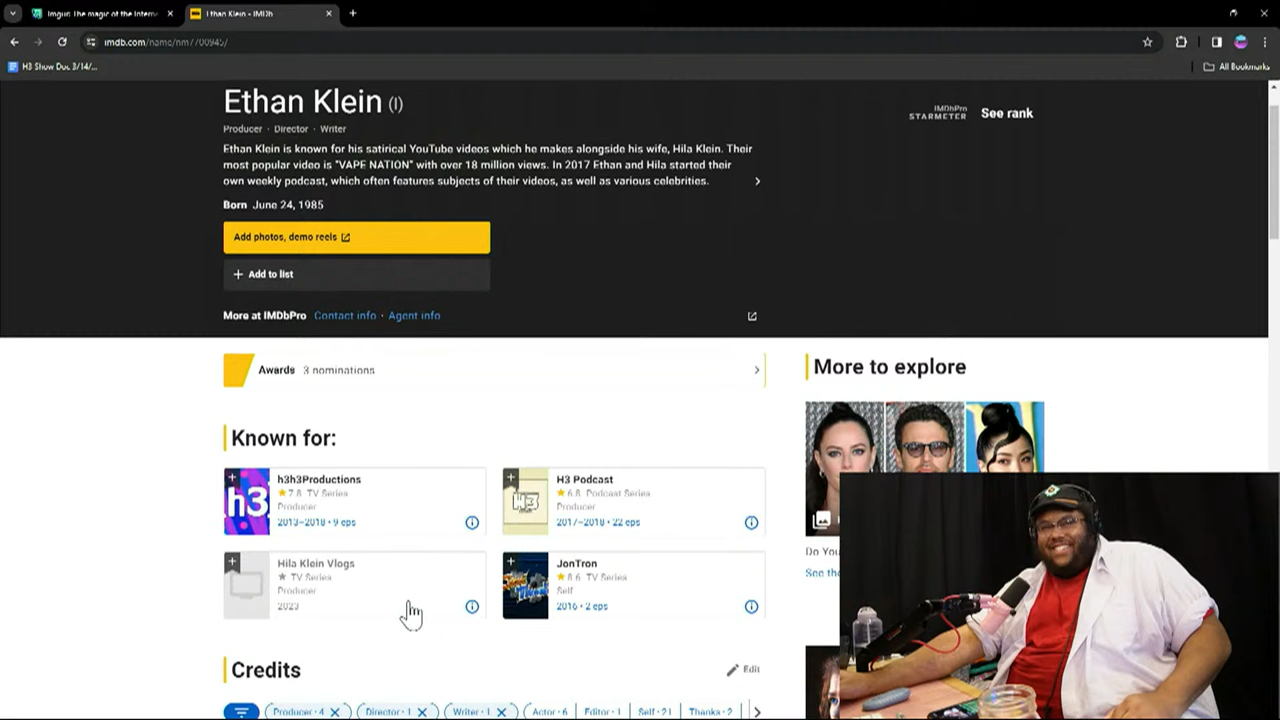 Imgur: The magic of the Interne
Ethan Klein - IMDb
imdb.com/name/nm7700945/
H3 Show Doc 3/14/...
All Bookmarks
Ethan Klein (I)
Producer · Director · Writer
IMDbPro
STARMETER
See rank
Ethan Klein is known for his satirical YouTube videos which he makes alongside his wife, Hila Klein. Their
most popular video is "VAPE NATION" with over 18 million views. In 2017 Ethan and Hila started their
own weekly podcast, which often features subjects of their videos, as well as various celebrities.
Born June 24, 1985
Add photos, demo reels
+ Add to list
More at IMDbPro Contact info · Agent info
Awards 3 nominations
More to explore
Known for:
h3
h3h3Productions
7.8 TV Series
Producer
2013–2018 • 9 eps
H3
H3 Podcast
6.8 Podcast Series
Producer
2017–2018 • 22 eps
Hila Klein Vlogs
TV Series
Producer
2023
JonTron
8.6 TV Series
Self
2016 • 2 eps
Do You
See the
Credits
Edit
Producer · 4
Director · 1
Writer · 1
Actor · 6
Editor · 1
Self · 21
Thanks · 2